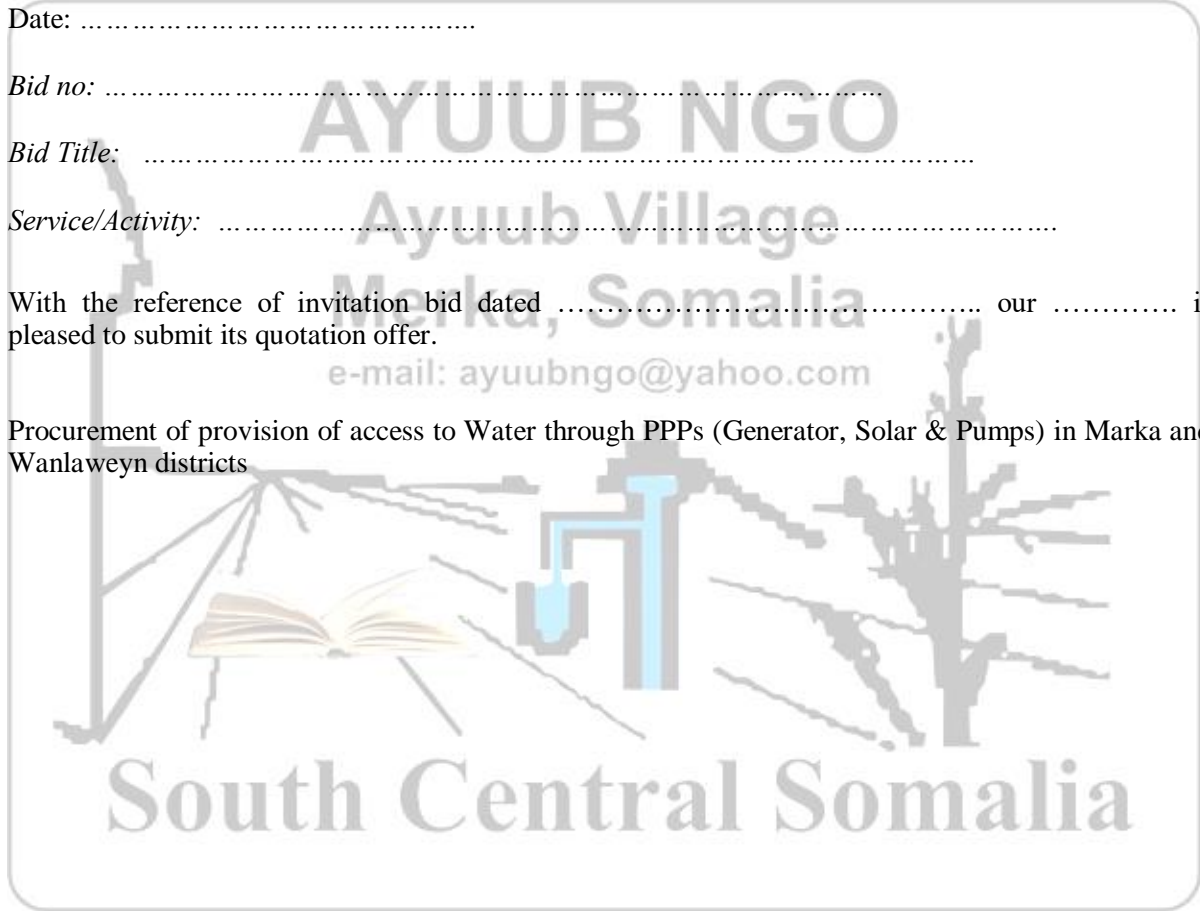 Date: ……………………………………….
Bid no: ………………………………………………………………………………
AYUUB NGO
Bid Title: ……………………………………………………………………………………
Service/Activity: …………………………………………………………………………………….
Ayuub Village
With the reference of invitation bid dated …………………………………….. our …………. i
Merka, Somalia
pleased to submit its quotation offer.
e-mail: ayuubngo@yahoo.com
Procurement of provision of access to Water through PPPs (Generator, Solar & Pumps) in Marka and
Wanlaweyn districts
South Central Somalia